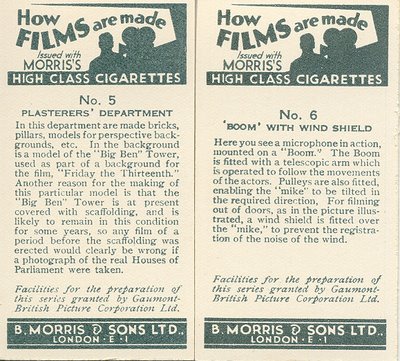 How
FILMS are made
Issued with
MORRIS'S
HIGH CLASS CIGARETTES
No. 5
PLASTERERS' DEPARTMENT
In this department are made bricks,
pillars, models for perspective back-
grounds, etc. In the background
is a model of the "Big Ben" Tower,
used as part of a background for
the film, "Friday the Thirteenth."
Another reason for the making of
this particular model is that the
"Big Ben" Tower is at present
covered with scaffolding, and is
likely to remain in this condition
for some years, so any film of a
period before the scaffolding was
erected would clearly be wrong if
a photograph of the real Houses of
Parliament were taken.
Facilities for the preparation of
this series granted by Gaumont-
British Picture Corporation Ltd.
B. MORRIS & SONS LTD.,
LONDON · E · 1
How
FILMS are made
Issued with
MORRIS'S
HIGH CLASS CIGARETTES
No. 6
'BOOM' WITH WIND SHIELD
Here you see a microphone in action,
mounted on a "Boom." The Boom
is fitted with a telescopic arm which
is operated to follow the movements
of the actors. Pulleys are also fitted,
enabling the "mike" to be tilted in
the required direction, For filming
out of doors, as in the picture illus-
trated, a wind shield is fitted over
the "mike," to prevent the registra-
tion of the noise of the wind.
Facilities for the preparation of
this series granted by Gaumont-
British Picture Corporation Ltd.
B. MORRIS & SONS LTD.,
LONDON · E · 1